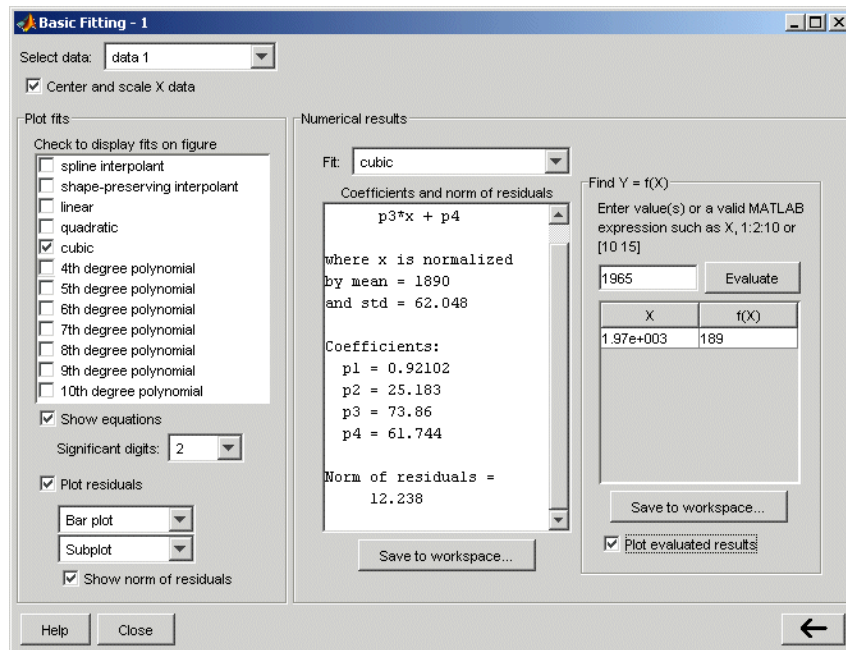 Basic Fitting - 1
Select data: data 1
Center and scale X data
Plot fits
Check to display fits on figure
spline interpolant
shape-preserving interpolant
linear
quadratic
cubic
4th degree polynomial
5th degree polynomial
6th degree polynomial
7th degree polynomial
8th degree polynomial
9th degree polynomial
10th degree polynomial
Show equations
Significant digits: 2
Plot residuals
Bar plot
Subplot
Show norm of residuals
Numerical results
Fit: cubic
Coefficients and norm of residuals
p3*x + p4
where x is normalized
by mean = 1890
and std = 62.048
Coefficients:
p1 = 0.92102
p2 = 25.183
p3 = 73.86
p4 = 61.744
Norm of residuals =
12.238
Save to workspace...
Find Y = f(X)
Enter value(s) or a valid MATLAB
expression such as X, 1:2:10 or
[10 15]
1965 Evaluate
X f(X)
1.97e+003 189
Save to workspace...
Plot evaluated results
Help Close